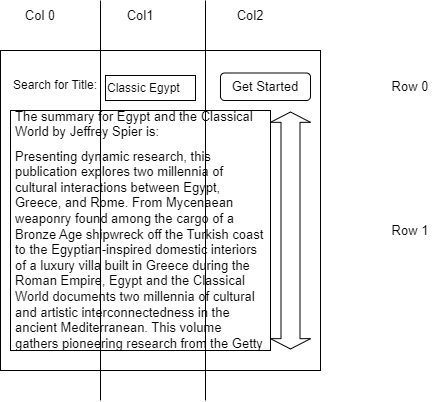 Col 0 Col1 Col2
Search for Title: Classic Egypt Get Started Row 0
The summary for Egypt and the Classical
World by Jeffrey Spier is:
Presenting dynamic research, this
publication explores two millennia of
cultural interactions between Egypt,
Greece, and Rome. From Mycenaean
weaponry found among the cargo of a
Bronze Age shipwreck off the Turkish coast
to the Egyptian-inspired domestic interiors
Row 1
of a luxury villa built in Greece during the
Roman Empire, Egypt and the Classical
World documents two millennia of cultural
and artistic interconnectedness in the
ancient Mediterranean. This volume
gathers pioneering research from the Getty